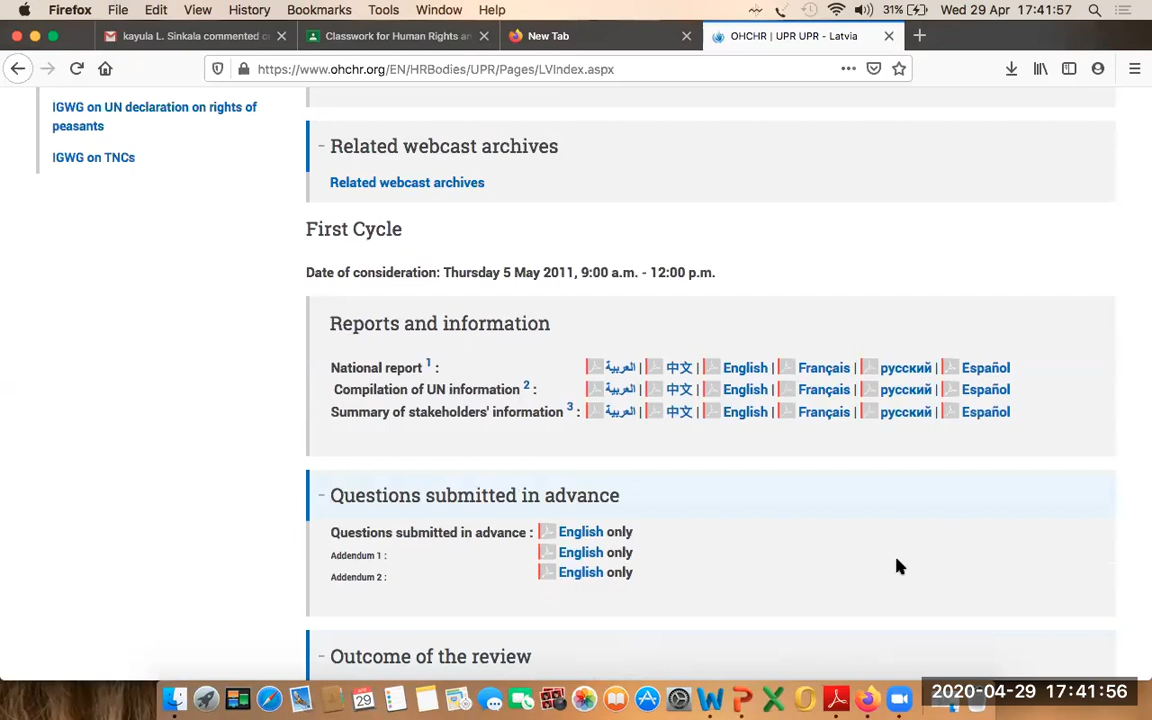 Firefox File Edit View History Bookmarks Tools Window Help 31% Wed 29 Apr 17:41:57
kayula L. Sinkala commented Classwork for Human Rights an New Tab OHCHR | UPR UPR - Latvia
https://www.ohchr.org/EN/HRBodies/UPR/Pages/LVIndex.aspx
IGWG on UN declaration on rights of
peasants
IGWG on TNCs
- Related webcast archives
Related webcast archives
First Cycle
Date of consideration: Thursday 5 May 2011, 9:00 a.m. - 12:00 p.m.
Reports and information
National report 1 : العربية | 中文 | English | Français | русский | Español
Compilation of UN information 2 : العربية | 中文 | English | Français | русский | Español
Summary of stakeholders' information 3 : العربية | 中文 | English | Français | русский | Español
- Questions submitted in advance
Questions submitted in advance : English only
Addendum 1 : English only
Addendum 2 : English only
- Outcome of the review
2020-04-29 17:41:56